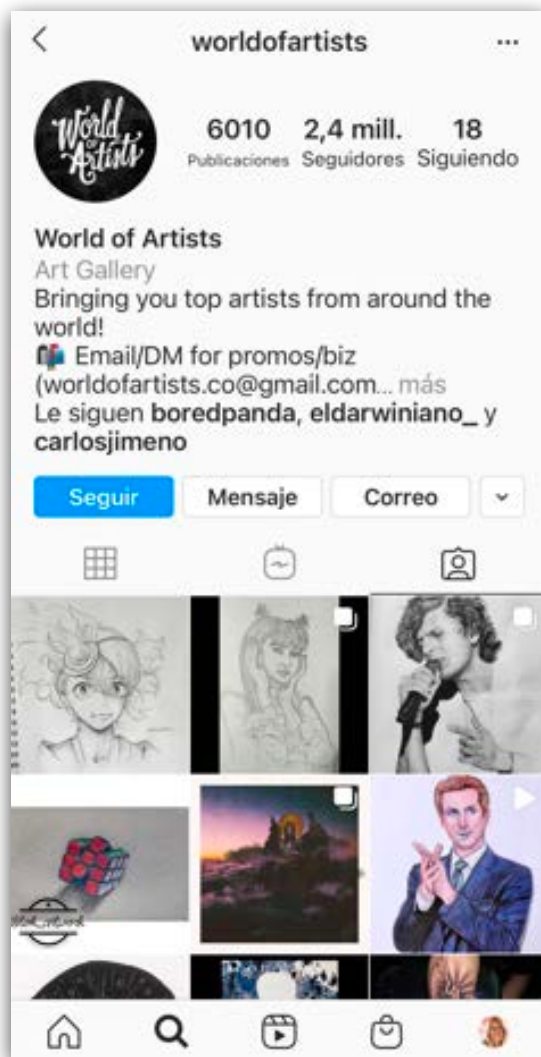 worldofartists
World
OF
Artists
6010 2,4 mill. 18
Publicaciones Seguidores Siguiendo
World of Artists
Art Gallery
Bringing you top artists from around the
world!
📬 Email/DM for promos/biz
(worldofartists.co@gmail.com... más
Le siguen boredpanda, eldarwiniano_ y
carlosjimeno
Seguir Mensaje Correo